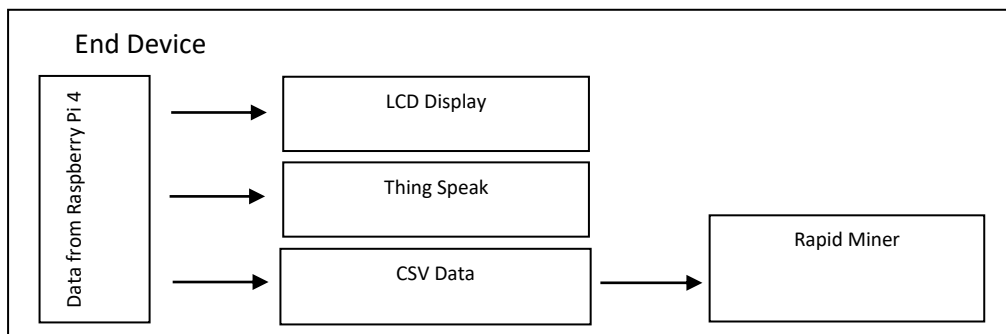 End Device
Data from Raspberry Pi 4
LCD Display
Thing Speak
CSV Data
Rapid Miner